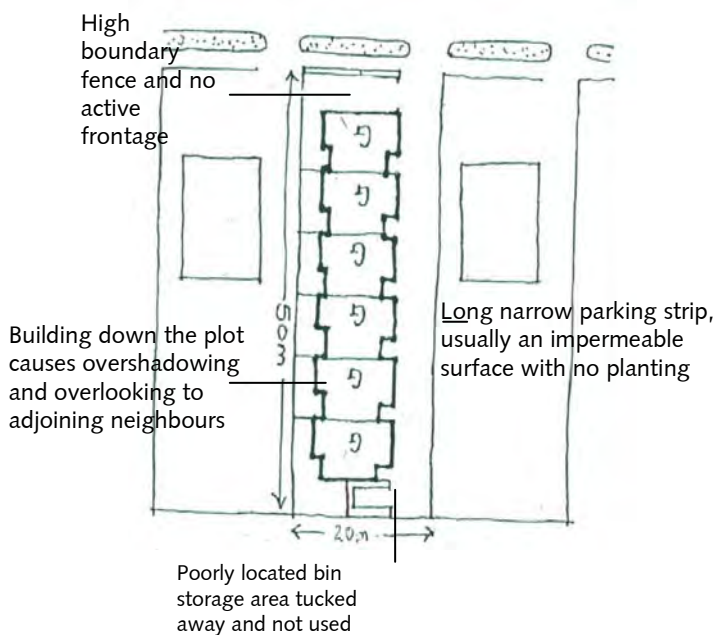 High
boundary
fence and no
active
frontage
G
G
G
G
G
G
50m
Building down the plot
causes overshadowing
and overlooking to
adjoining neighbours
Long narrow parking strip,
usually an impermeable
surface with no planting
20m
Poorly located bin
storage area tucked
away and not used